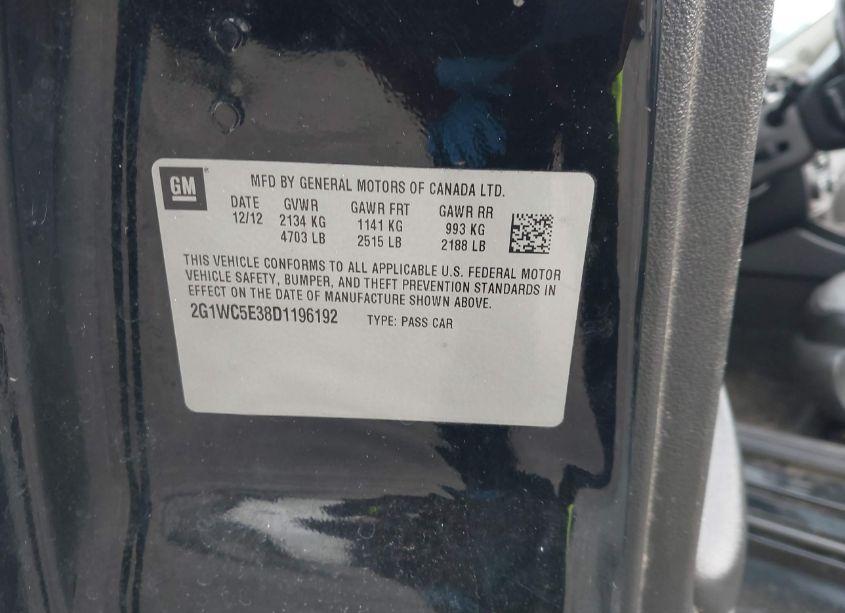 GM
MFD BY GENERAL MOTORS OF CANADA LTD.
DATE GVWR GAWR FRT GAWR RR
12/12 2134 KG 1141 KG 993 KG
4703 LB 2515 LB 2188 LB
THIS VEHICLE CONFORMS TO ALL APPLICABLE U.S. FEDERAL MOTOR
VEHICLE SAFETY, BUMPER, AND THEFT PREVENTION STANDARDS IN
EFFECT ON THE DATE OF MANUFACTURE SHOWN ABOVE.
2G1WC5E38D1196192 TYPE: PASS CAR